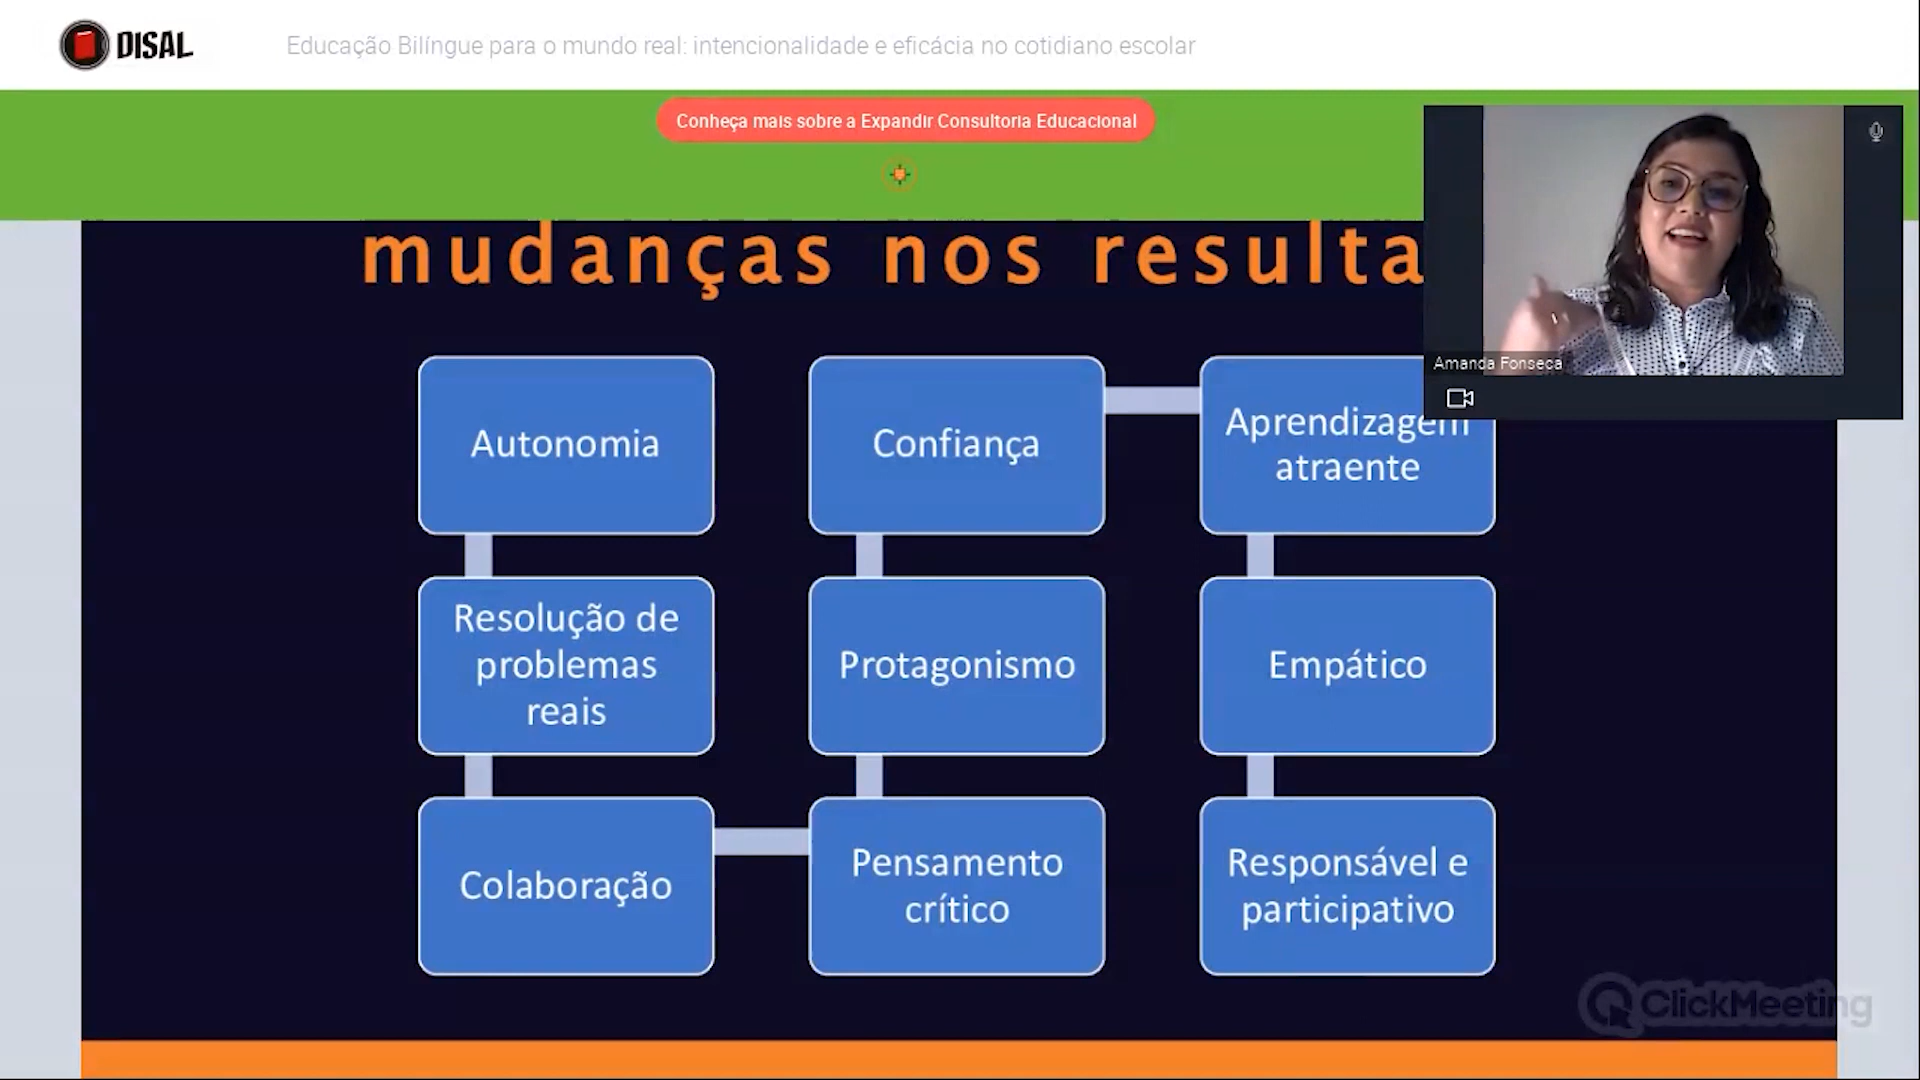 DISAL
Educação Bilíngue para o mundo real: intencionalidade e eficácia no cotidiano escolar
Conheça mais sobre a Expandir Consultoria Educacional
mudanças nos resulta
Amanda Fonseca
Autonomia
Confiança
Aprendizagem
atraente
Resolução de
problemas
reais
Protagonismo
Empático
Colaboração
Pensamento
crítico
Responsável e
participativo
ClickMeeting